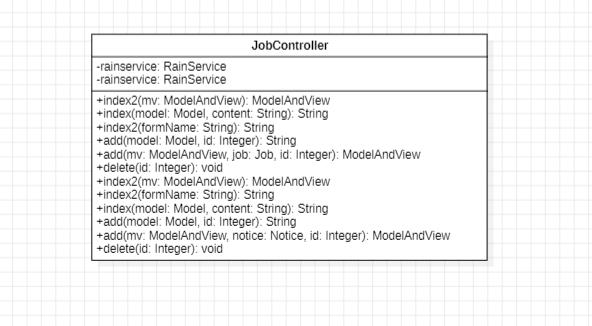 JobController
-rainservice: RainService
-rainservice: RainService
+index2(mv: ModelAndView): ModelAndView
+index(model: Model, content: String): String
+index2(formName: String): String
+add(model: Model, id: Integer): String
+add(mv: ModelAndView, job: Job, id: Integer): ModelAndView
+delete(id: Integer): void
+index2(mv: ModelAndView): ModelAndView
+index2(formName: String): String
+index(model: Model, content: String): String
+add(model: Model, id: Integer): String
+add(mv: ModelAndView, notice: Notice, id: Integer): ModelAndView
+delete(id: Integer): void